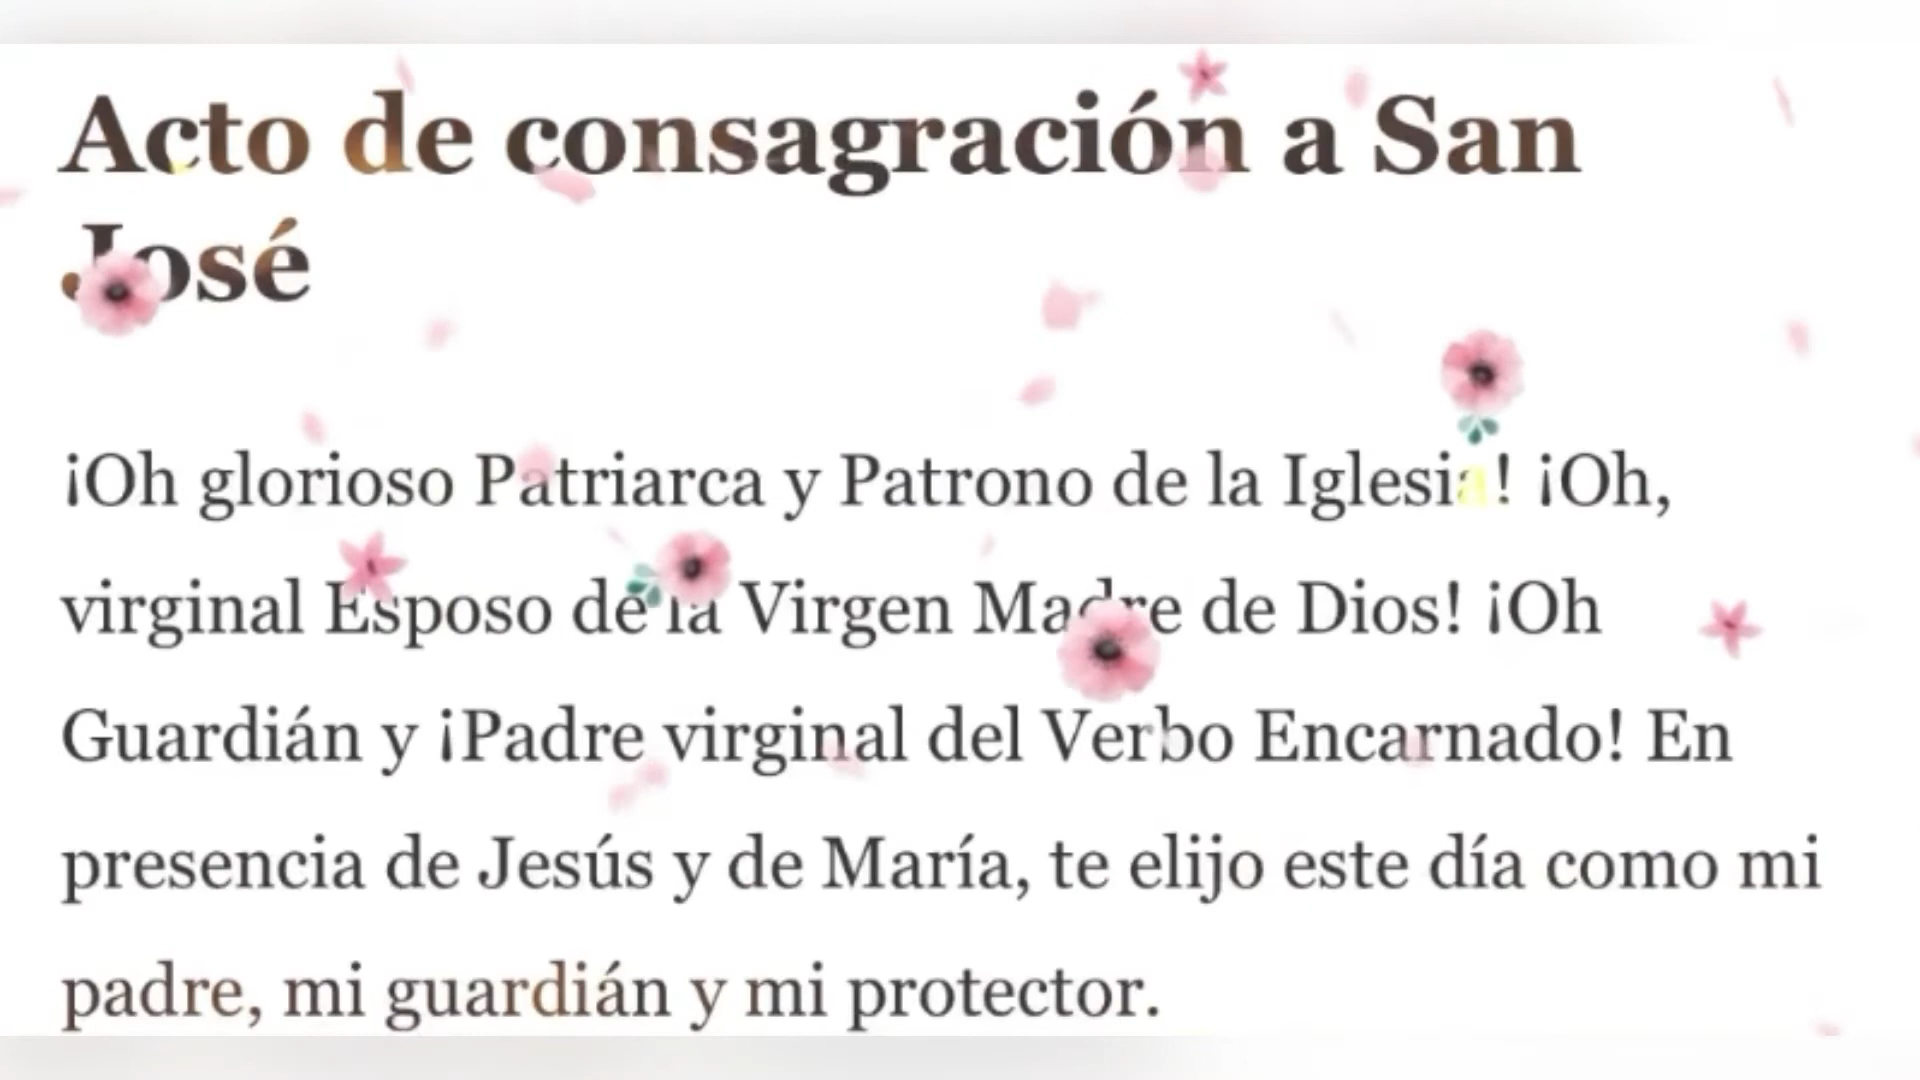 Acto de consagración a San
José
¡Oh glorioso Patriarca y Patrono de la Iglesia! ¡Oh,
virginal Esposo de la Virgen Madre de Dios! ¡Oh
Guardián y ¡Padre virginal del Verbo Encarnado! En
presencia de Jesús y de María, te elijo este día como mi
padre, mi guardián y mi protector.